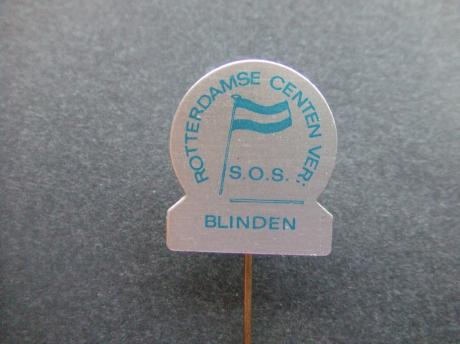 ROTTERDAMSE CENTEN VER:
S.O.S.
BLINDEN